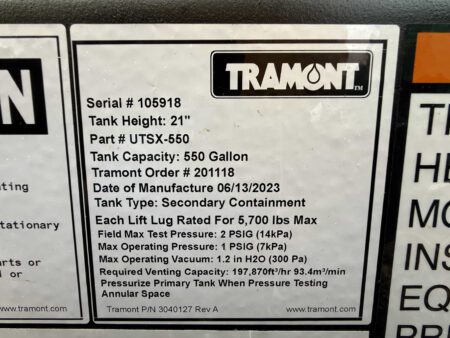 N
ting
tationary
arts or
d
m
TRAMONT™
Serial # 105918
Tank Height: 21"
Part # UTSX-550
Tank Capacity: 550 Gallon
Tramont Order # 201118
Date of Manufacture 06/13/2023
Tank Type: Secondary Containment
Each Lift Lug Rated For 5,700 lbs Max
Field Max Test Pressure: 2 PSIG (14kPa)
Max Operating Pressure: 1 PSIG (7kPa)
Max Operating Vacuum: 1.2 in H2O (300 Pa)
Required Venting Capacity: 197,870ft³/hr 93.4m³/min
Pressurize Primary Tank When Pressure Testing
Annular Space
Tramont P/N 3040127 Rev A
www.tramont.com
www.tramont.com
HE
MO
INS
EQ